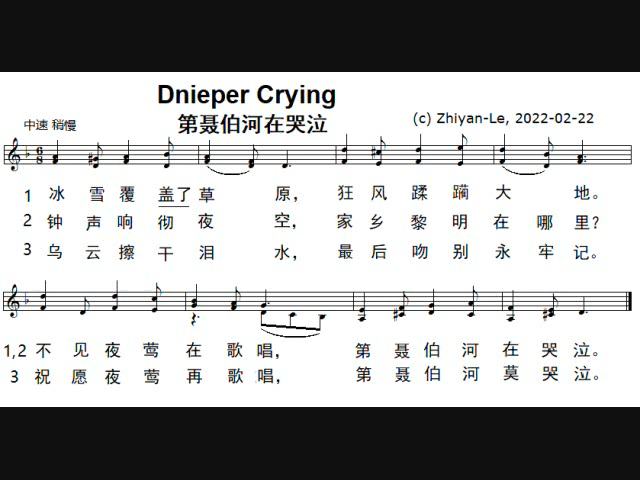 Dnieper Crying
中速 稍慢
第聂伯河在哭泣
(c) Zhiyan-Le, 2022-02-22
6
8
1 冰 雪 覆 盖了 草 原， 狂 风 蹂 躏 大 地。
2 钟 声 响 彻 夜 空， 家 乡 黎 明 在 哪 里？
3 乌 云 擦 干 泪 水， 最 后 吻 别 永 牢 记。
1,2 不 见 夜 莺 在 歌 唱， 第 聂 伯 河 在 哭 泣。
3 祝 愿 夜 莺 再 歌 唱， 第 聂 伯 河 莫 哭 泣。